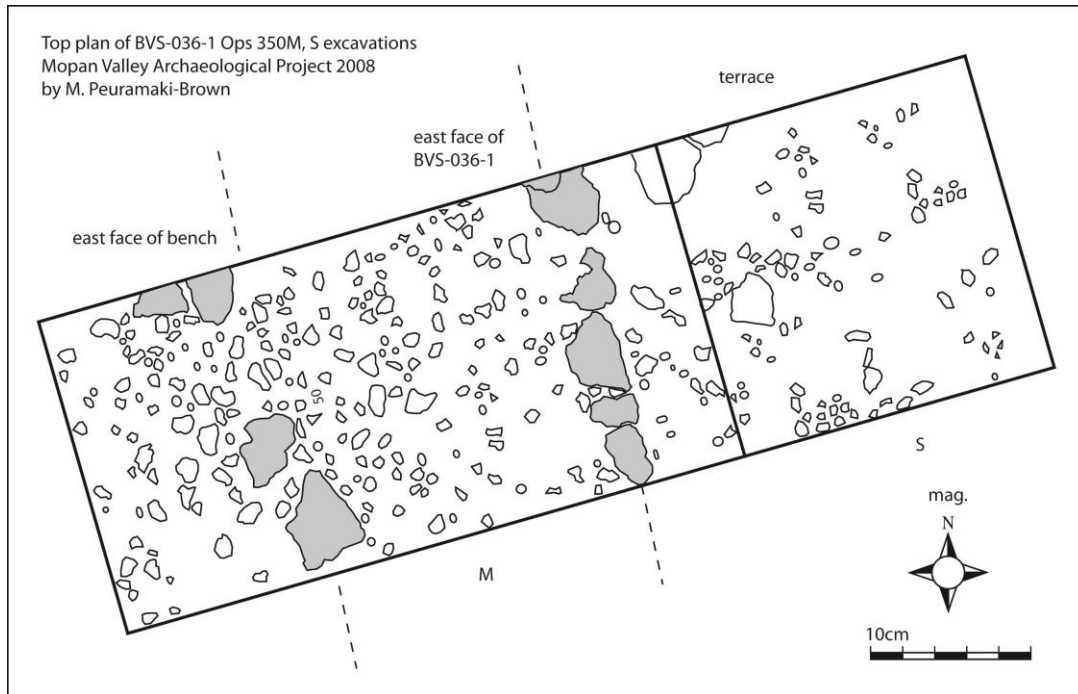 Top plan of BVS-036-1 Ops 350M, S excavations
Mopan Valley Archaeological Project 2008
by M. Peuramaki-Brown
terrace
east face of
BVS-036-1
east face of bench
S
M
mag.
N
10cm